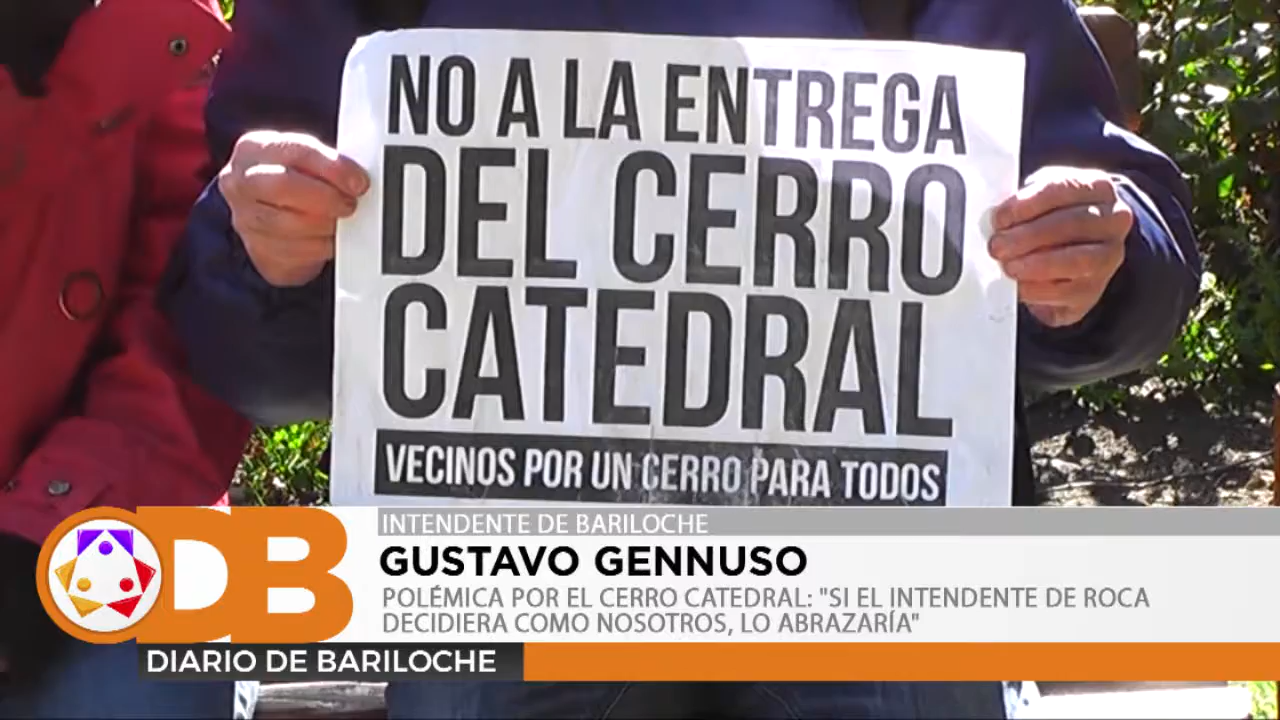 NO A LA ENTREGA
DEL CERRO
CATEDRAL
VECINOS POR UN CERRO PARA TODOS
DB
INTENDENTE DE BARILOCHE
GUSTAVO GENNUSO
POLÉMICA POR EL CERRO CATEDRAL: "SI EL INTENDENTE DE ROCA
DECIDIERA COMO NOSOTROS, LO ABRAZARÍA"
DIARIO DE BARILOCHE